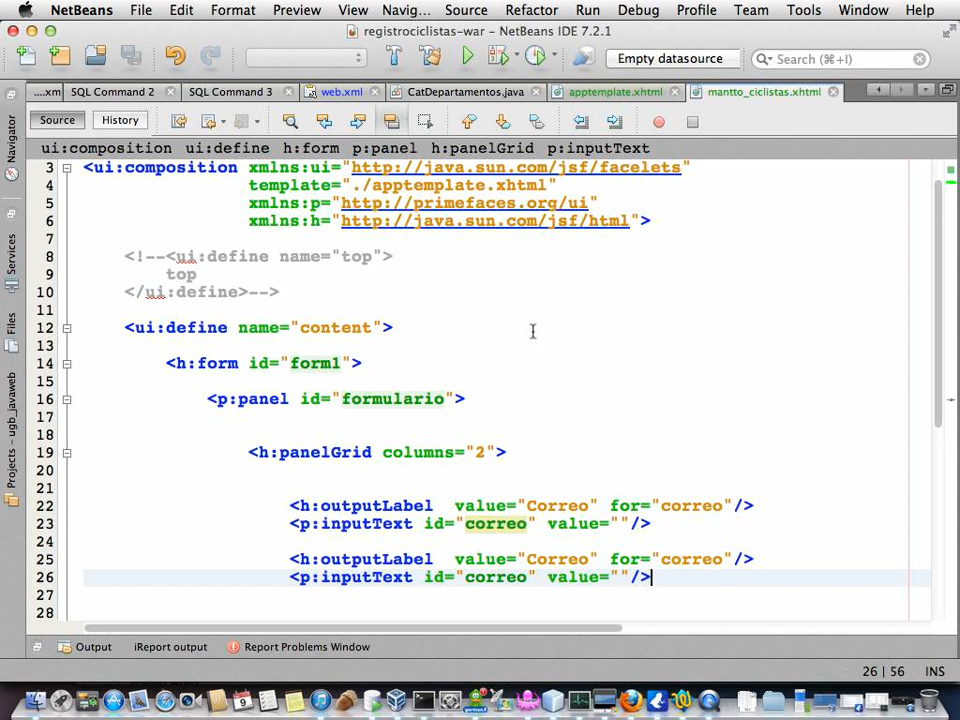 NetBeans File Edit Format Preview View Navig... Source Refactor Run Debug Profile Team Tools Window Help
registrociclistas-war - NetBeans IDE 7.2.1
Empty datasource
Search (⌘+I)
...xm SQL Command 2 SQL Command 3 web.xml CatDepartamentos.java apptemplate.xhtml mantto_ciclistas.xhtml
Source History
ui:composition ui:define h:form p:panel h:panelGrid p:inputText
Navigator
Services
Files
Projects - ugb_javaweb
3 <ui:composition xmlns:ui="http://java.sun.com/jsf/facelets"
4 template="./apptemplate.xhtml"
5 xmlns:p="http://primefaces.org/ui"
6 xmlns:h="http://java.sun.com/jsf/html">
7
8 <!--<ui:define name="top">
9 top
10 </ui:define>-->
11
12 <ui:define name="content">
13
14 <h:form id="form1">
15
16 <p:panel id="formulario">
17
18
19 <h:panelGrid columns="2">
20
21
22 <h:outputLabel  value="Correo" for="correo"/>
23 <p:inputText id="correo" value=""/>
24
25 <h:outputLabel  value="Correo" for="correo"/>
26 <p:inputText id="correo" value=""/>
27
28
Output iReport output Report Problems Window
26 | 56 INS